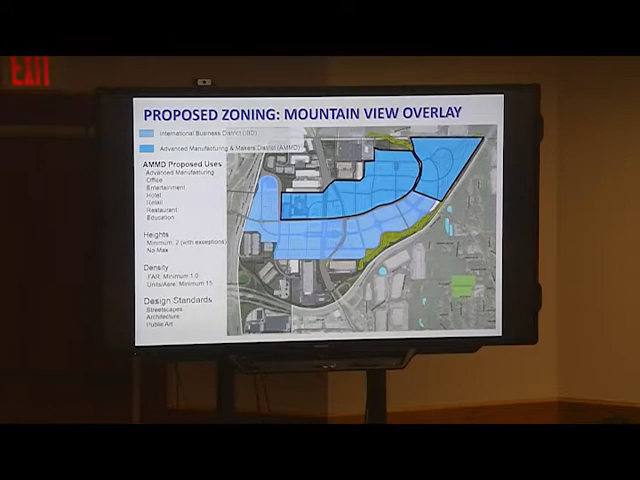 EXIT
PROPOSED ZONING: MOUNTAIN VIEW OVERLAY
International Business District (IBD)
Advanced Manufacturing & Makers District (AMMD)
AMMD Proposed Uses
Advanced Manufacturing
Office
Entertainment
Hotel
Retail
Restaurant
Education
Heights
Minimum: 2 (with exceptions)
No Max
Density
FAR: Minimum 1.0
Units/Acre: Minimum 15
Design Standards
Streetscapes
Architecture
Public Art